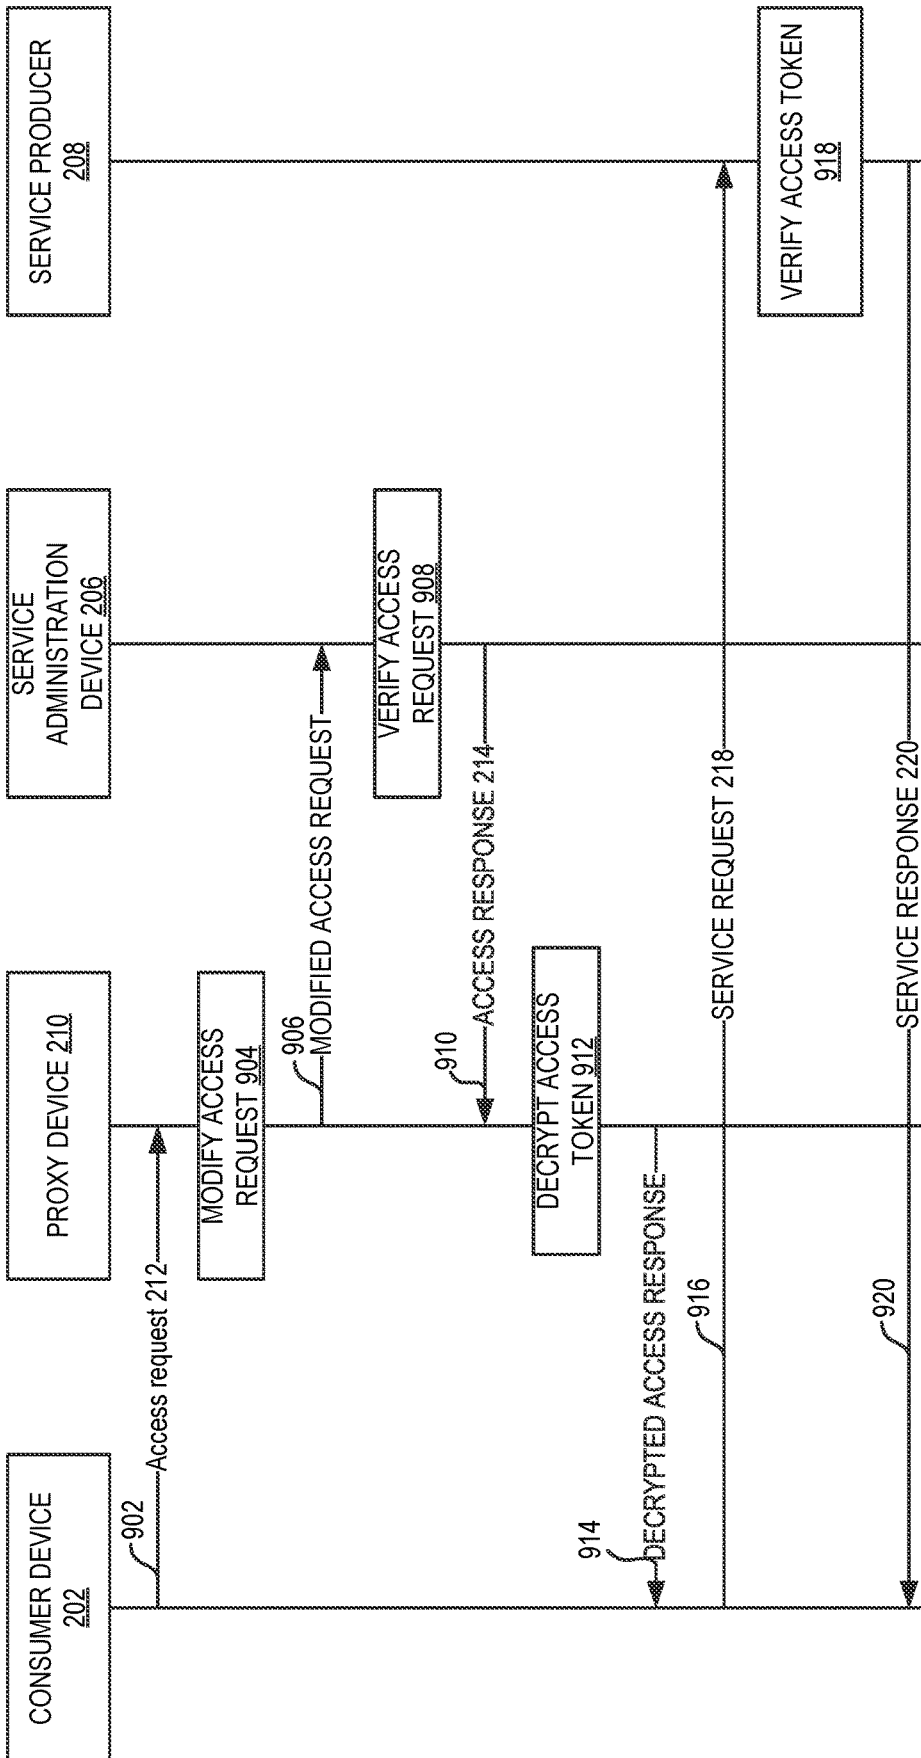 CONSUMER DEVICE
202
PROXY DEVICE 210
SERVICE
ADMINISTRATION
DEVICE 206
SERVICE PRODUCER
208
902
Access request 212
MODIFY ACCESS
REQUEST 904
906
MODIFIED ACCESS REQUEST
VERIFY ACCESS
REQUEST 908
910
ACCESS RESPONSE 214
DECRYPT ACCESS
TOKEN 912
914
DECRYPTED ACCESS RESPONSE
916
SERVICE REQUEST 218
VERIFY ACCESS TOKEN
918
920
SERVICE RESPONSE 220